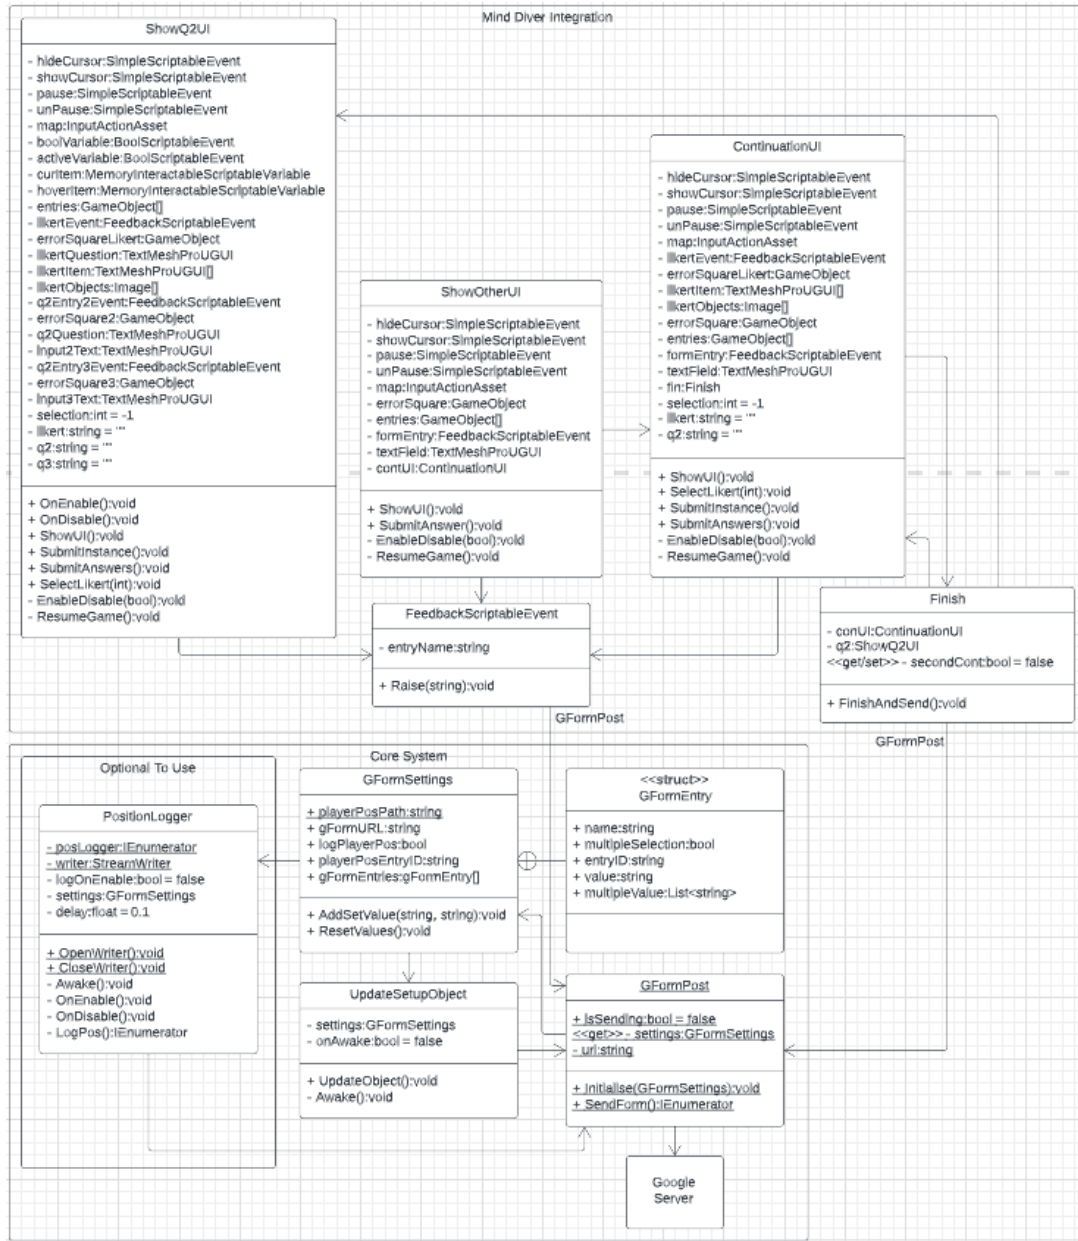 Mind Diver Integration
ShowQ2UI
- hideCursor:SimpleScriptableEvent
- showCursor:SimpleScriptableEvent
- pause:SimpleScriptableEvent
- unPause:SimpleScriptableEvent
- map:InputActionAsset
- boolVariable:BoolScriptableEvent
- activeVariable:BoolScriptableEvent
- curItem:MemoryInteractableScriptableVariable
- hoverItem:MemoryInteractableScriptableVariable
- entries:GameObject[]
- likertEvent:FeedbackScriptableEvent
- errorSquareLikert:GameObject
- likertQuestion:TextMeshProUGUI
- likertItem:TextMeshProUGUI[]
- likertObjects:Image[]
- q2Entry2Event:FeedbackScriptableEvent
- errorSquare2:GameObject
- q2Question:TextMeshProUGUI
- input2Text:TextMeshProUGUI
- q2Entry3Event:FeedbackScriptableEvent
- errorSquare3:GameObject
- input3Text:TextMeshProUGUI
- selection:int = -1
- likert:string = ""
- q2:string = ""
- q3:string = ""
+ OnEnable():void
+ OnDisable():void
+ ShowUI():void
+ SubmitInstance():void
+ SubmitAnswers():void
+ SelectLikert(int):void
- EnableDisable(bool):void
- ResumeGame():void
ShowOtherUI
- hideCursor:SimpleScriptableEvent
- showCursor:SimpleScriptableEvent
- pause:SimpleScriptableEvent
- unPause:SimpleScriptableEvent
- map:InputActionAsset
- errorSquare:GameObject
- entries:GameObject[]
- formEntry:FeedbackScriptableEvent
- textField:TextMeshProUGUI
- contUI:ContinuationUI
+ ShowUI():void
+ SubmitAnswer():void
- EnableDisable(bool):void
- ResumeGame():void
ContinuationUI
- hideCursor:SimpleScriptableEvent
- showCursor:SimpleScriptableEvent
- pause:SimpleScriptableEvent
- unPause:SimpleScriptableEvent
- map:InputActionAsset
- likertEvent:FeedbackScriptableEvent
- errorSquareLikert:GameObject
- likertItem:TextMeshProUGUI[]
- likertObjects:Image[]
- errorSquare:GameObject
- entries:GameObject[]
- formEntry:FeedbackScriptableEvent
- textField:TextMeshProUGUI
- fin:Finish
- selection:int = -1
- likert:string = ""
- q2:string = ""
+ ShowUI():void
+ SelectLikert(int):void
+ SubmitInstance():void
+ SubmitAnswers():void
- EnableDisable(bool):void
- ResumeGame():void
FeedbackScriptableEvent
- entryName:string
+ Raise(string):void
GFormPost
Finish
- conUI:ContinuationUI
- q2:ShowQ2UI
<<get/set>> - secondCont:bool = false
+ FinishAndSend():void
GFormPost
Core System
Optional To Use
PositionLogger
- posLogger:IEnumerator
- writer:StreamWriter
- logOnEnable:bool = false
- settings:GFormSettings
- delay:float = 0.1
+ OpenWriter():void
+ CloseWriter():void
- Awake():void
- OnEnable():void
- OnDisable():void
- LogPos():IEnumerator
GFormSettings
+ playerPosPath:string
+ gFormURL:string
+ logPlayerPos:bool
+ playerPosEntryID:string
+ gFormEntries:gFormEntry[]
+ AddSetValue(string, string):void
+ ResetValues():void
<<struct>>
GFormEntry
+ name:string
+ multipleSelection:bool
+ entryID:string
+ value:string
+ multipleValue:List<string>
UpdateSetupObject
- settings:GFormSettings
- onAwake:bool = false
+ UpdateObject():void
- Awake():void
GFormPost
+ isSending:bool = false
<<get>> - settings:GFormSettings
- url:string
+ Initialise(GFormSettings):void
+ SendForm():IEnumerator
Google
Server